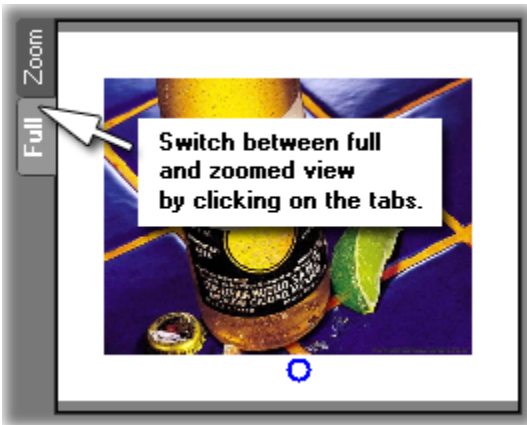 Zoom
Full
Switch between full
and zoomed view
by clicking on the tabs.